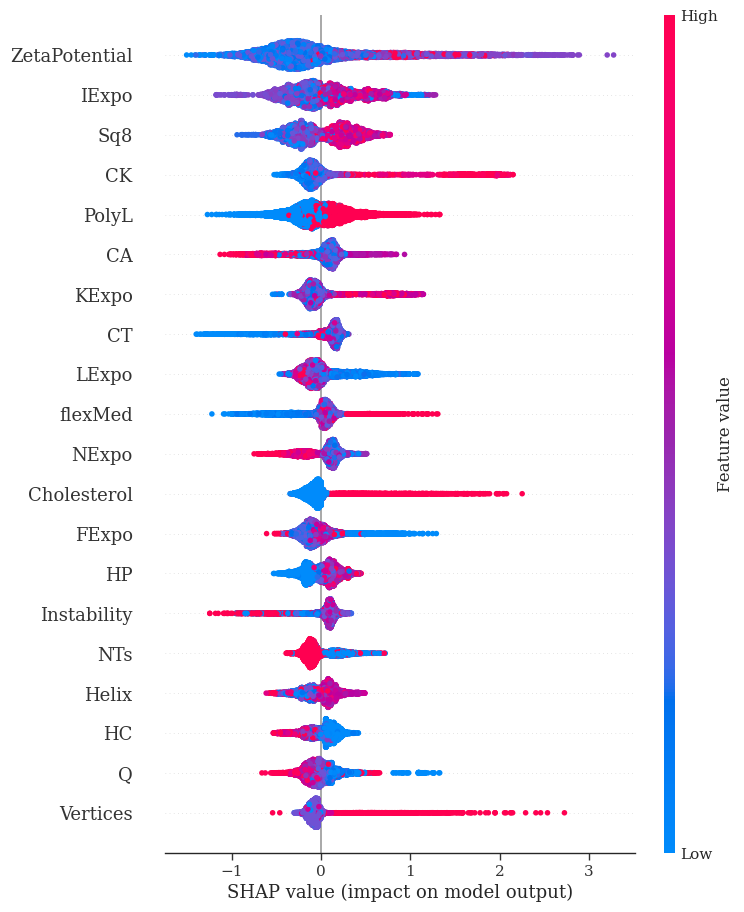 High
ZetaPotential
IExpo
Sq8
CK
PolyL
CA
KExpo
CT
LExpo
flexMed
NExpo
Cholesterol
FExpo
HP
Instability
NTs
Helix
HC
Q
Vertices
Feature value
Low
−1 0 1 2 3
SHAP value (impact on model output)